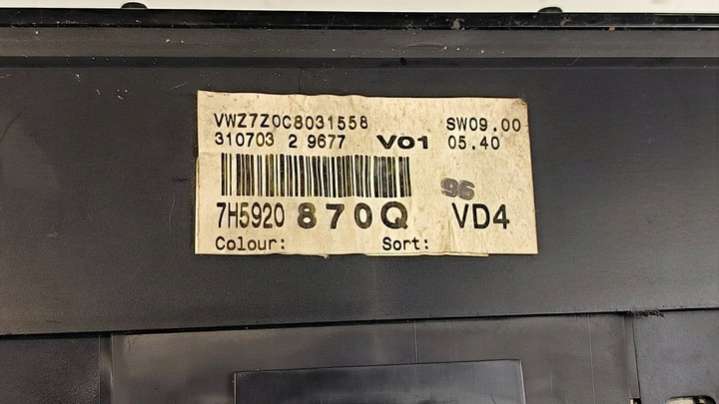 VWZ7Z0C8031558 SW09.00
310703 2 9677 V01 05.40
96
7H5920 870Q VD4
Colour: Sort: